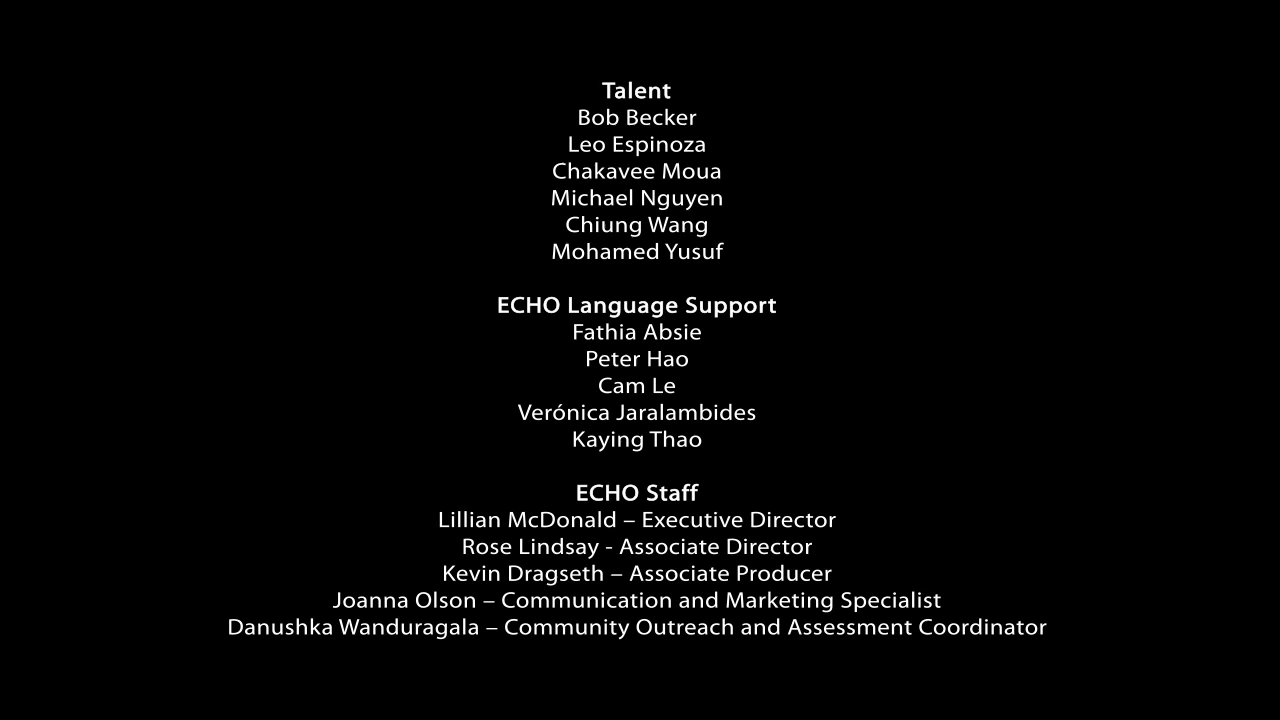 Talent
Bob Becker
Leo Espinoza
Chakavee Moua
Michael Nguyen
Chiung Wang
Mohamed Yusuf
ECHO Language Support
Fathia Absie
Peter Hao
Cam Le
Verónica Jaralambides
Kaying Thao
ECHO Staff
Lillian McDonald – Executive Director
Rose Lindsay - Associate Director
Kevin Dragseth – Associate Producer
Joanna Olson – Communication and Marketing Specialist
Danushka Wanduragala – Community Outreach and Assessment Coordinator